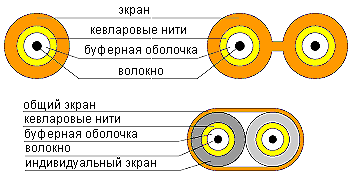 экран
кевларовые нити
буферная оболочка
волокно
общий экран
кевларовые нити
буферная оболочка
волокно
индивидуальный экран